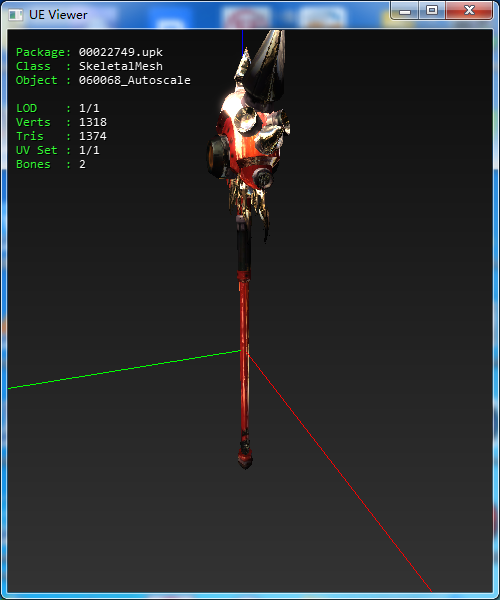 UE Viewer
Package: 00022749.upk
Class : SkeletalMesh
Object : 060068_Autoscale
LOD : 1/1
Verts : 1318
Tris : 1374
UV Set : 1/1
Bones : 2